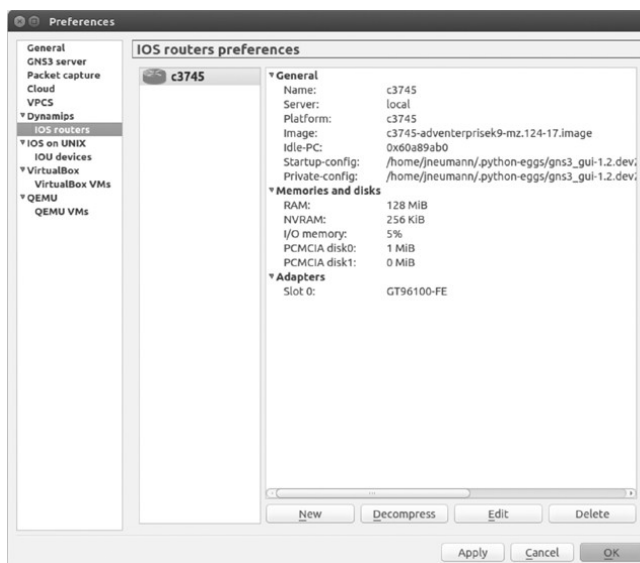 Preferences
General
GNS3 server
Packet capture
Cloud
VPCS
Dynamips
IOS routers
IOS on UNIX
IOU devices
VirtualBox
VirtualBox VMs
QEMU
QEMU VMs
IOS routers preferences
c3745
General
Name: c3745
Server: local
Platform: c3745
Image: c3745-adventerprisek9-mz.124-17.image
Idle-PC: 0x60a89ab0
Startup-config: /home/jneumann/.python-eggs/gns3_gui-1.2.dev2
Private-config: /home/jneumann/.python-eggs/gns3_gui-1.2.dev2
Memories and disks
RAM: 128 MiB
NVRAM: 256 KiB
I/O memory: 5%
PCMCIA disk0: 1 MiB
PCMCIA disk1: 0 MiB
Adapters
Slot 0: GT96100-FE
New Decompress Edit Delete
Apply Cancel OK